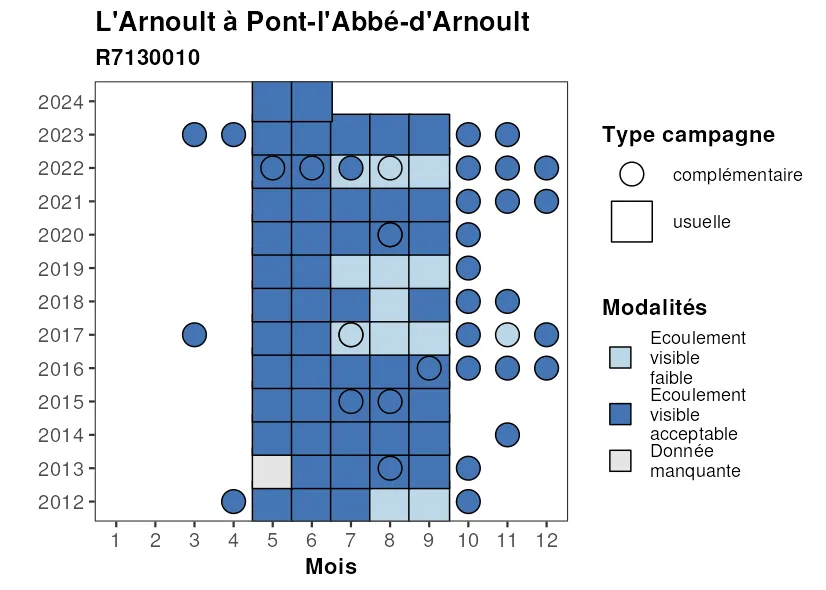 L'Arnoult à Pont-l'Abbé-d'Arnoult
R7130010
2024
2023
2022
2021
2020
2019
2018
2017
2016
2015
2014
2013
2012
1 2 3 4 5 6 7 8 9 10 11 12
Mois
Type campagne
complémentaire
usuelle
Modalités
Ecoulement
visible
faible
Ecoulement
visible
acceptable
Donnée
manquante